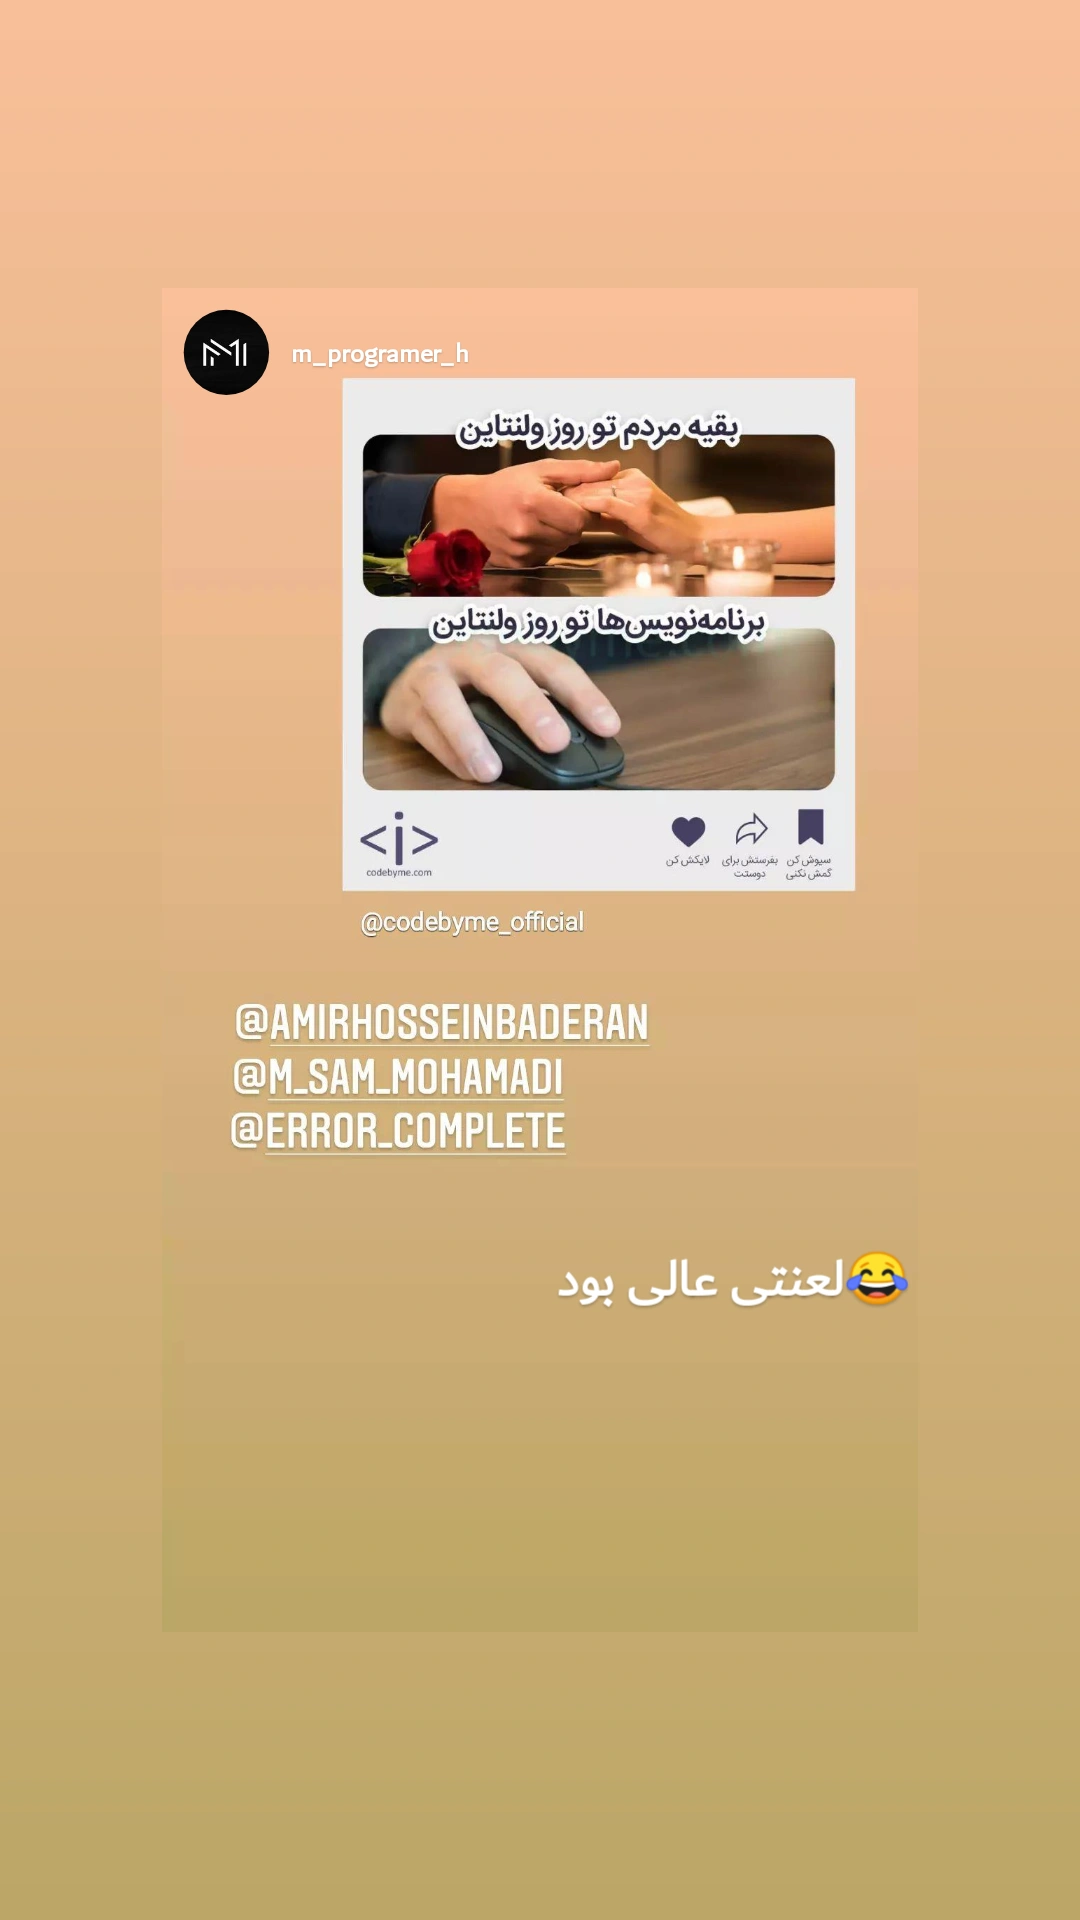 m_programer_h
بقیه مردم تو روز ولنتاین
برنامه‌نویس‌ها تو روز ولنتاین
<i>
codebyme.com
لایکش کن
بفرستش برای
دوستت
سیوش کن
گمش نکنی
@codebyme_official
@AMIRHOSSEINBADERAN
@M_SAM_MOHAMADI
@ERROR_COMPLETE
😂لعنتی عالی بود